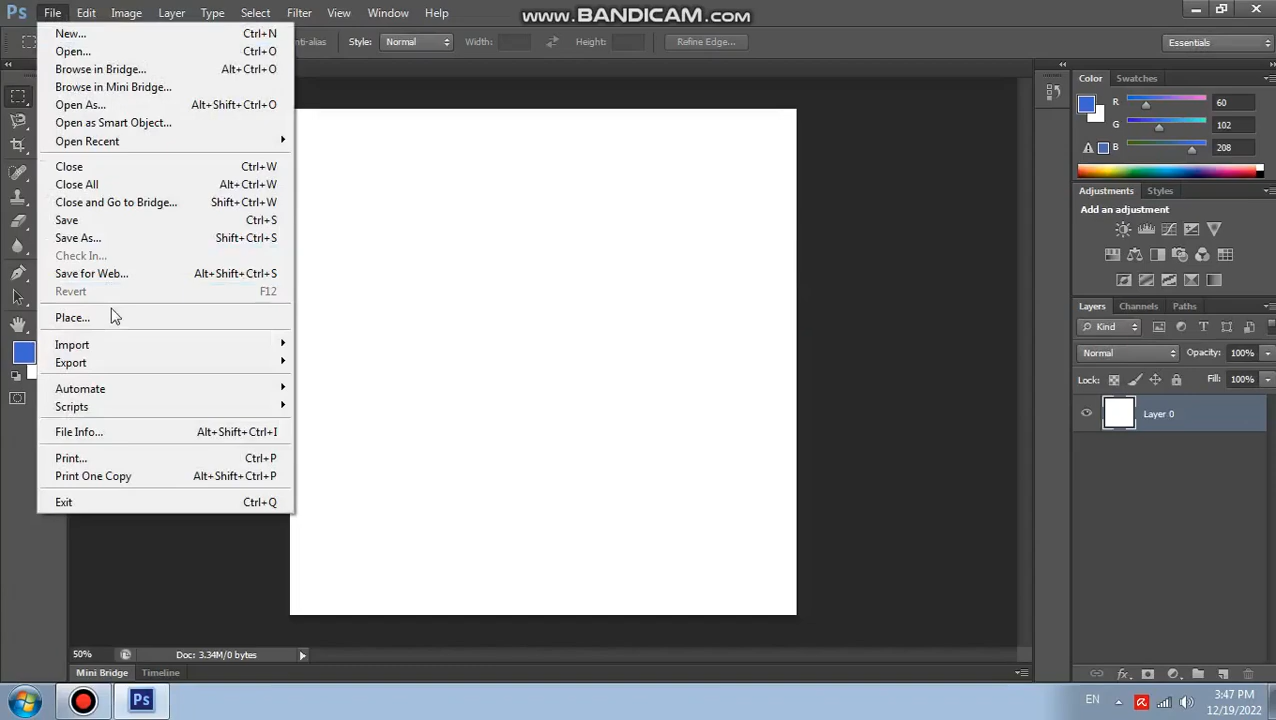 Ps File Edit Image Layer Type Select Filter View Window Help
www.BANDICAM.com
Anti-alias Style: Normal Width: Height: Refine Edge... Essentials
New... Ctrl+N
Open... Ctrl+O
Browse in Bridge... Alt+Ctrl+O
Browse in Mini Bridge...
Open As... Alt+Shift+Ctrl+O
Open as Smart Object...
Open Recent
Close Ctrl+W
Close All Alt+Ctrl+W
Close and Go to Bridge... Shift+Ctrl+W
Save Ctrl+S
Save As... Shift+Ctrl+S
Check In...
Save for Web... Alt+Shift+Ctrl+S
Revert F12
Place...
Import
Export
Automate
Scripts
File Info... Alt+Shift+Ctrl+I
Print... Ctrl+P
Print One Copy Alt+Shift+Ctrl+P
Exit Ctrl+Q
Color Swatches
R 60
G 102
B 208
Adjustments Styles
Add an adjustment
Layers Channels Paths
Kind
Normal Opacity: 100%
Lock: Fill: 100%
Layer 0
50% Doc: 3.34M/0 bytes
Mini Bridge Timeline
Ps
EN
3:47 PM
12/19/2022